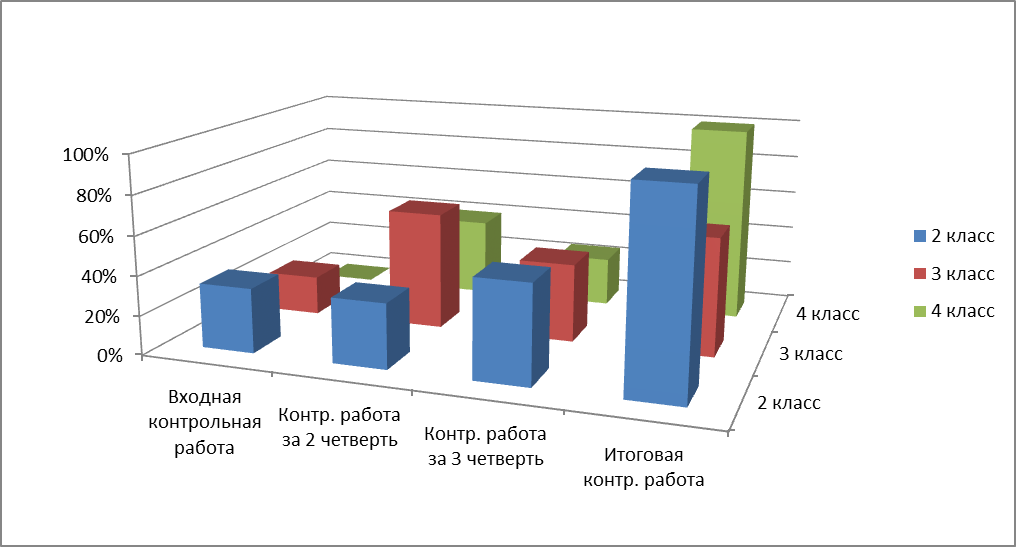 100%
80%
60%
40%
20%
0%
Входная
контрольная
работа
Контр. работа
за 2 четверть
Контр. работа
за 3 четверть
Итоговая
контр. работа
4 класс
3 класс
2 класс
2 класс
3 класс
4 класс